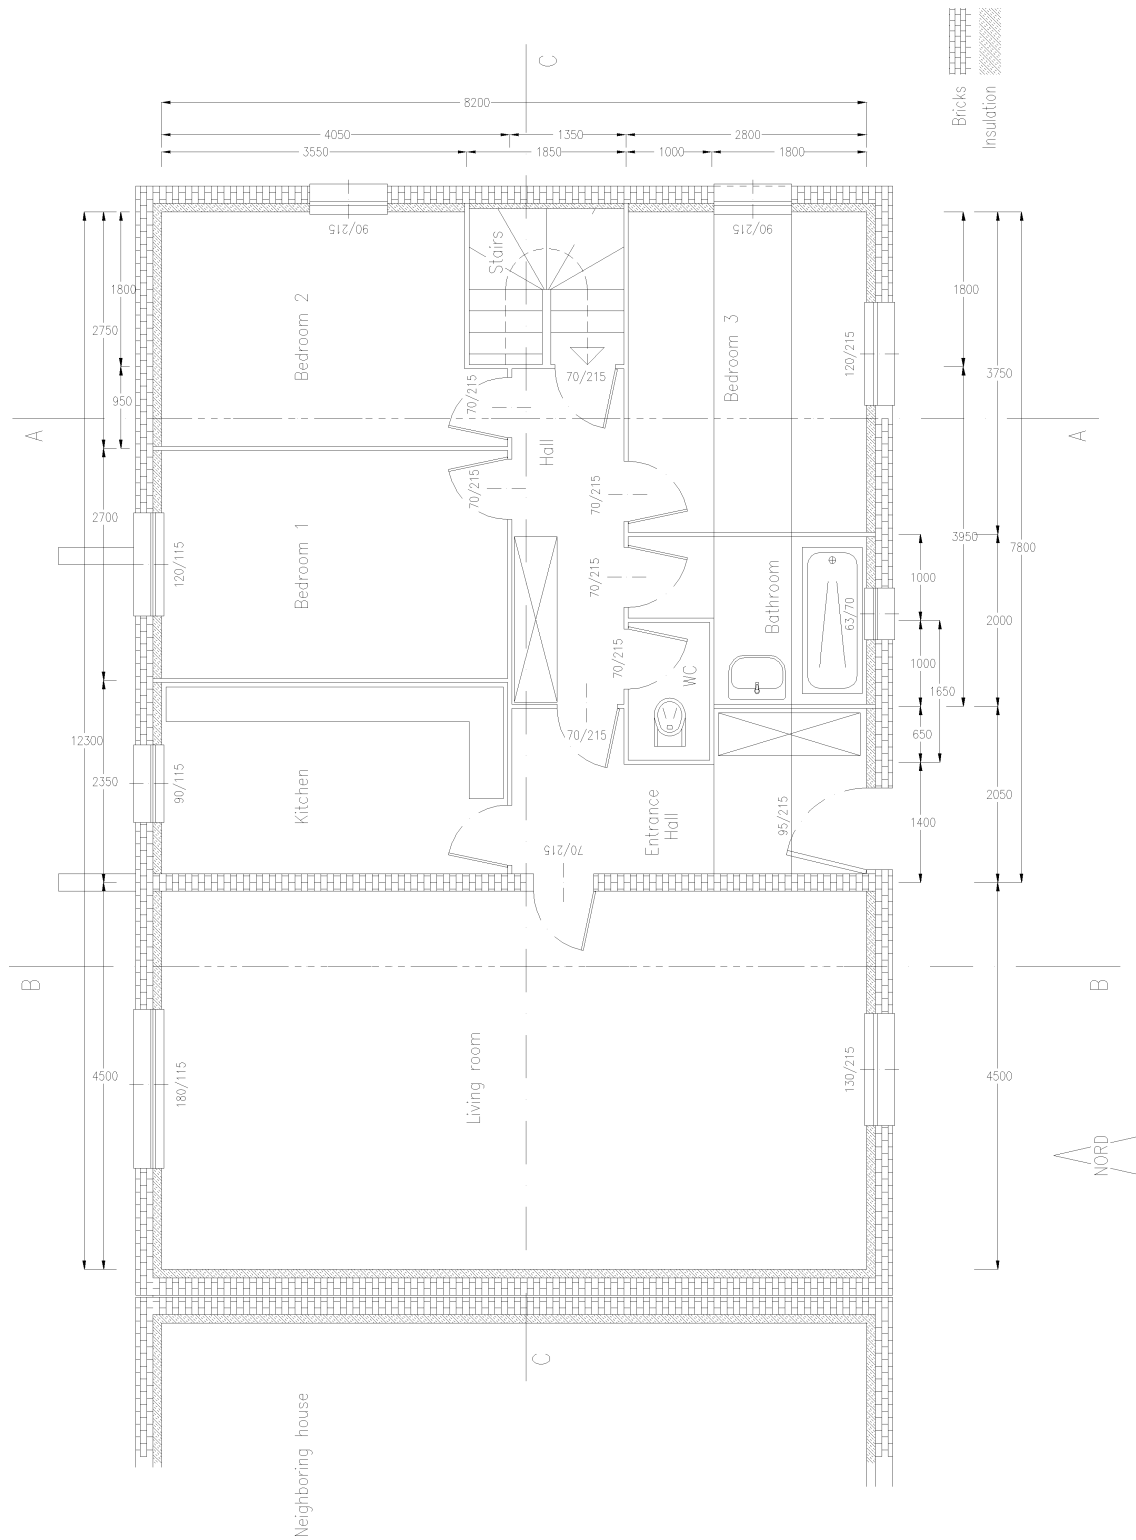 C
Bricks
Insulation
8200
4050
1350
2800
3550
1850
1000
1800
90/215
90/215
Stairs
1800
2750
950
Bedroom 2
Bedroom 3
120/215
1800
3750
70/215
70/215
A
A
Hall
70/215
70/215
2700
120/115
Bedroom 1
70/215
Bathroom
63/70
3950
7800
1000
2000
1000
1650
70/215
WC
12300
2350
90/115
Kitchen
70/215
650
2050
1400
95/215
Entrance
Hall
70/215
B
B
4500
180/115
Living room
130/215
4500
NORD
C
Neighboring house